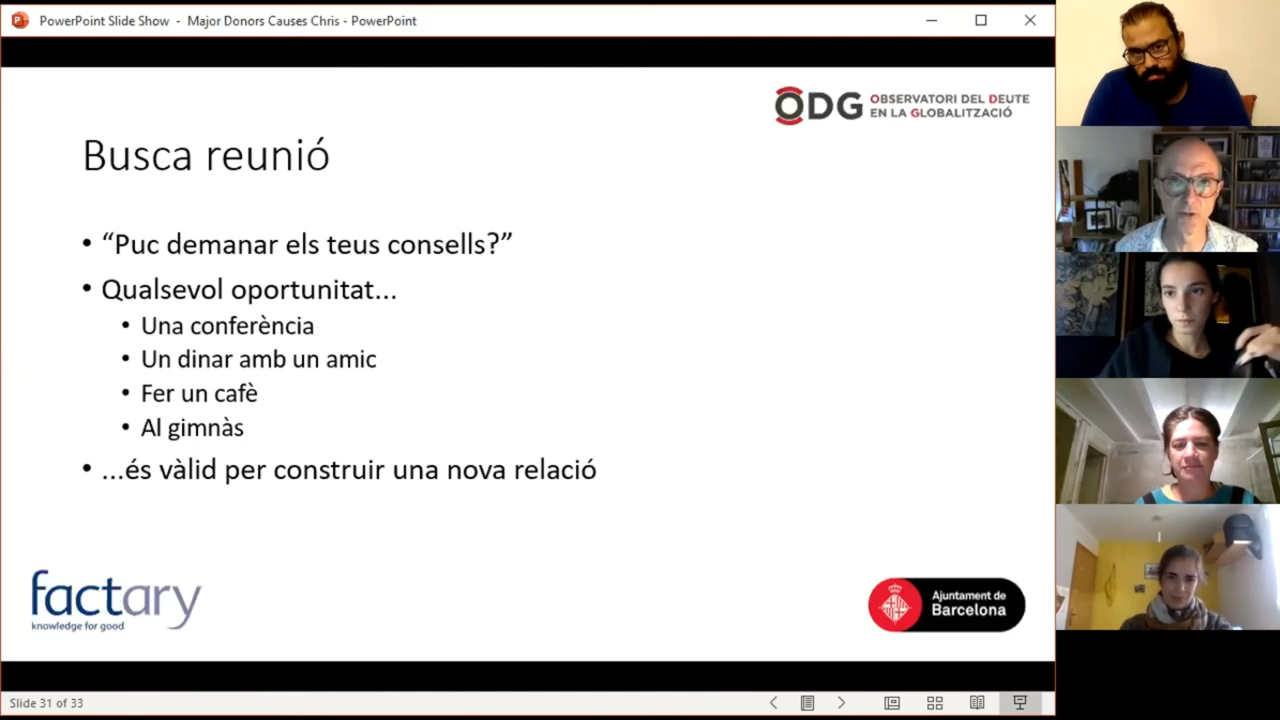 PowerPoint Slide Show - Major Donors Causes Chris - PowerPoint
ODG OBSERVATORI DEL DEUTE
EN LA GLOBALITZACIÓ
Busca reunió
• “Puc demanar els teus consells?”
• Qualsevol oportunitat...
• Una conferència
• Un dinar amb un amic
• Fer un cafè
• Al gimnàs
• ...és vàlid per construir una nova relació
factary
knowledge for good
Ajuntament de
Barcelona
Slide 31 of 33